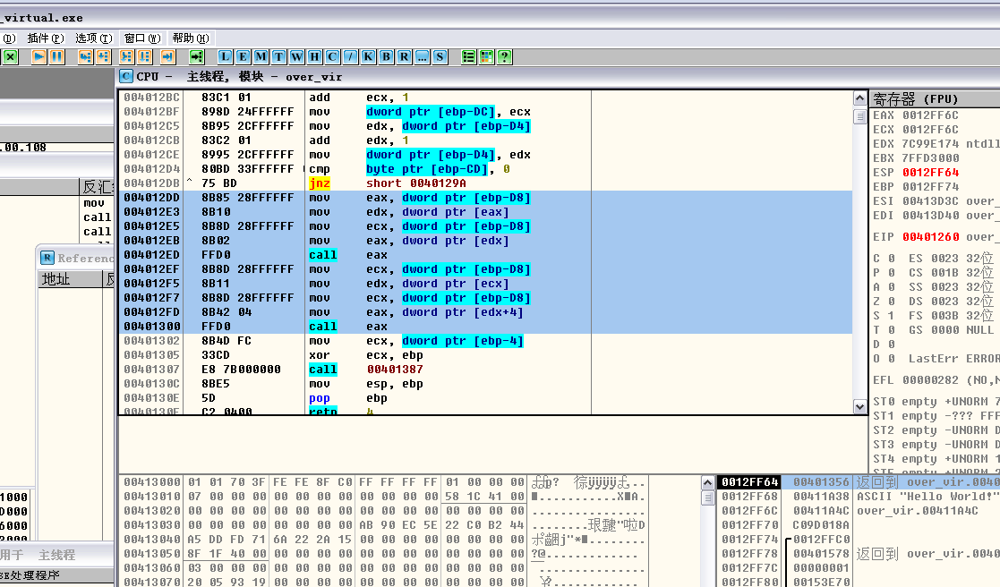 _virtual.exe
(D) 插件(P) 选项(T) 窗口(W) 帮助(H)
L E M T W H C / K B R ... S ?
C CPU - 主线程, 模块 - over_vir
004012BC 83C1 01 add ecx, 1
004012BF 898D 24FFFFFF mov dword ptr [ebp-DC], ecx
004012C5 8B95 2CFFFFFF mov edx, dword ptr [ebp-D4]
004012CB 83C2 01 add edx, 1
004012CE 8995 2CFFFFFF mov dword ptr [ebp-D4], edx
004012D4 80BD 33FFFFFF cmp byte ptr [ebp-CD], 0
004012DB ^ 75 BD jnz short 0040129A
004012DD 8B85 28FFFFFF mov eax, dword ptr [ebp-D8]
004012E3 8B10 mov edx, dword ptr [eax]
004012E5 8B8D 28FFFFFF mov ecx, dword ptr [ebp-D8]
004012EB 8B02 mov eax, dword ptr [edx]
004012ED FFD0 call eax
004012EF 8B8D 28FFFFFF mov ecx, dword ptr [ebp-D8]
004012F5 8B11 mov edx, dword ptr [ecx]
004012F7 8B8D 28FFFFFF mov ecx, dword ptr [ebp-D8]
004012FD 8B42 04 mov eax, dword ptr [edx+4]
00401300 FFD0 call eax
00401302 8B4D FC mov ecx, dword ptr [ebp-4]
00401305 33CD xor ecx, ebp
00401307 E8 7B000000 call 00401387
0040130C 8BE5 mov esp, ebp
0040130E 5D pop ebp
0040130F C2 0400 retn 4
寄存器 (FPU)
EAX 0012FF6C
ECX 0012FF6C
EDX 7C99E174 ntdll
EBX 7FFD3000
ESP 0012FF64
EBP 0012FF74
ESI 00413D3C over_
EDI 00413D40 over_
EIP 00401260 over_
C 0 ES 0023 32位
P 0 CS 001B 32位
A 0 SS 0023 32位
Z 0 DS 0023 32位
S 1 FS 003B 32位
T 0 GS 0000 NULL
D 0
O 0 LastErr ERROR
EFL 00000282 (NO,N
ST0 empty +UNORM 7
ST1 empty -??? FFF
ST2 empty -UNORM D
ST3 empty -UNORM D
ST4 empty +UNORM 1
.00.108
反汇
mov
call
call
R Referenc
地址
1000
0000
6000
用于 主线程
SE处理程序
00413000 01 01 70 3F FE FE 8F C0 FF FF FF FF 01 00 00 00
00413010 07 00 00 00 00 00 00 00 00 00 00 00 58 1C 41 00
00413020 00 00 00 00 00 00 00 00 00 00 00 00 00 00 00 00
00413030 00 00 00 00 00 00 00 00 AB 90 EC 5E 22 C0 B2 44
00413040 A5 DD FD 71 6A 22 2A 15 00 00 00 00 00 00 00 00
00413050 8F 1F 40 00 00 00 00 00 00 00 00 00 00 00 00 00
00413060 03 00 00 00 00 00 00 00 00 00 00 00 00 00 00 00
00413070 20 05 93 19 00 00 00 00 00 00 00 00 00 00 00 00
0012FF64 00401356 返回到 over_vir.0040
0012FF68 00411A38 ASCII "Hello World!"
0012FF6C 00411A4C over_vir.00411A4C
0012FF70 C09D018A
0012FF74 0012FFC0
0012FF78 00401578 返回到 over_vir.0040
0012FF7C 00000001
0012FF80 00153E70